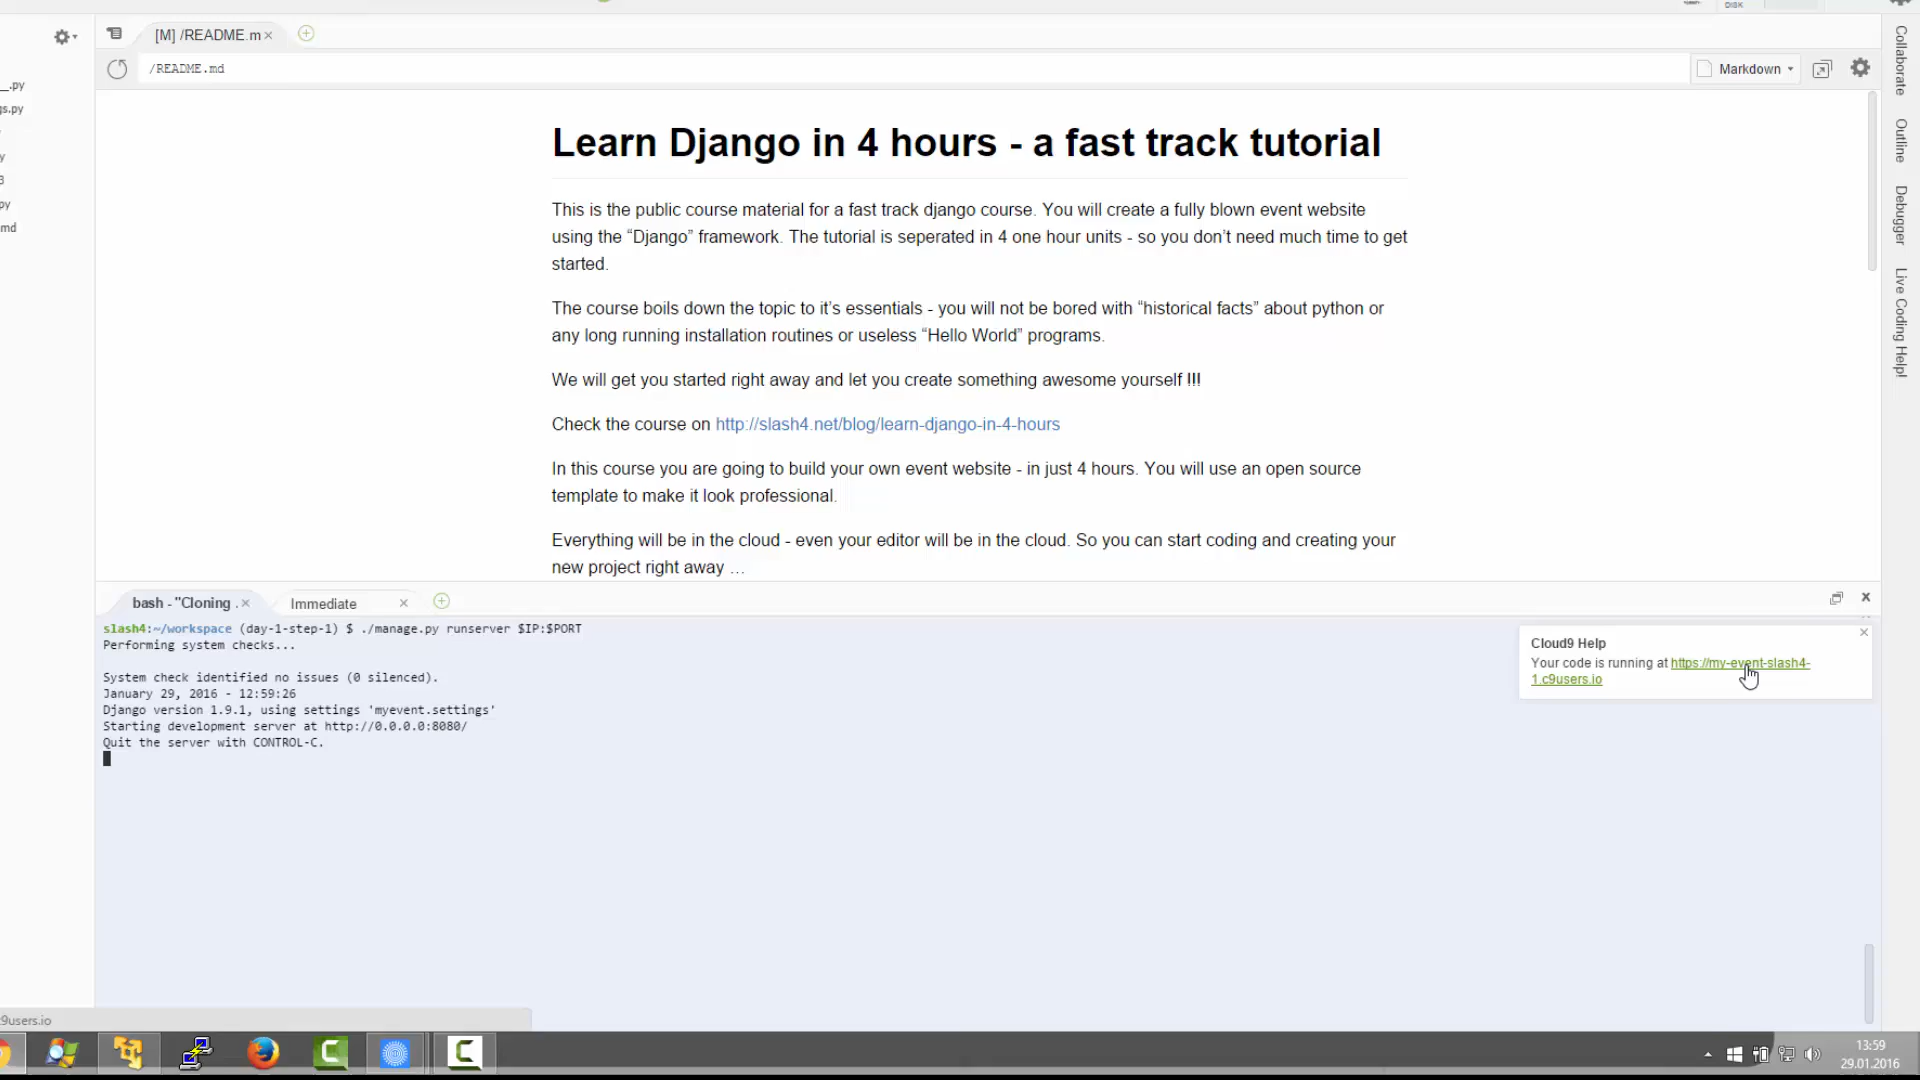 DISK
[M] /README.m
/README.md
Markdown
__.py
gs.py
y
3
py
md
Learn Django in 4 hours - a fast track tutorial
This is the public course material for a fast track django course. You will create a fully blown event website
using the “Django” framework. The tutorial is seperated in 4 one hour units - so you don’t need much time to get
started.
The course boils down the topic to it’s essentials - you will not be bored with “historical facts” about python or
any long running installation routines or useless “Hello World” programs.
We will get you started right away and let you create something awesome yourself !!!
Check the course on http://slash4.net/blog/learn-django-in-4-hours
In this course you are going to build your own event website - in just 4 hours. You will use an open source
template to make it look professional.
Everything will be in the cloud - even your editor will be in the cloud. So you can start coding and creating your
new project right away …
Collaborate
Outline
Debugger
Live Coding Help!
bash - "Cloning .
Immediate
slash4:~/workspace (day-1-step-1) $ ./manage.py runserver $IP:$PORT
Performing system checks...
System check identified no issues (0 silenced).
January 29, 2016 - 12:59:26
Django version 1.9.1, using settings 'myevent.settings'
Starting development server at http://0.0.0.0:8080/
Quit the server with CONTROL-C.
Cloud9 Help
Your code is running at https://my-event-slash4-
1.c9users.io
c9users.io
13:59
29.01.2016